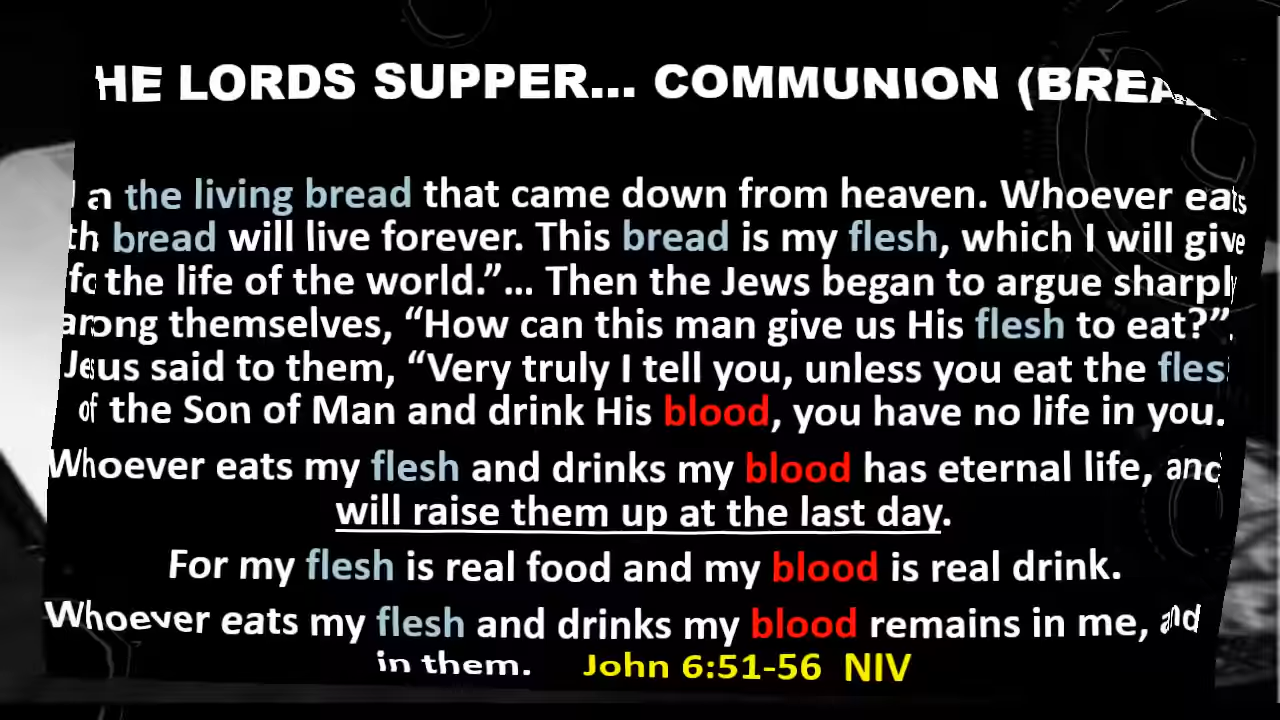 HE LORDS SUPPER... COMMUNION (BREA
the living bread that came down from heaven. Whoever eats
bread will live forever. This bread is my flesh, which I will give
the life of the world.”... Then the Jews began to argue sharply
among themselves, “How can this man give us His flesh to eat?”.
Jesus said to them, “Very truly I tell you, unless you eat the fles
of the Son of Man and drink His blood, you have no life in you.
Whoever eats my flesh and drinks my blood has eternal life, and
will raise them up at the last day.
For my flesh is real food and my blood is real drink.
Whoever eats my flesh and drinks my blood remains in me, and
in them. John 6:51-56 NIV